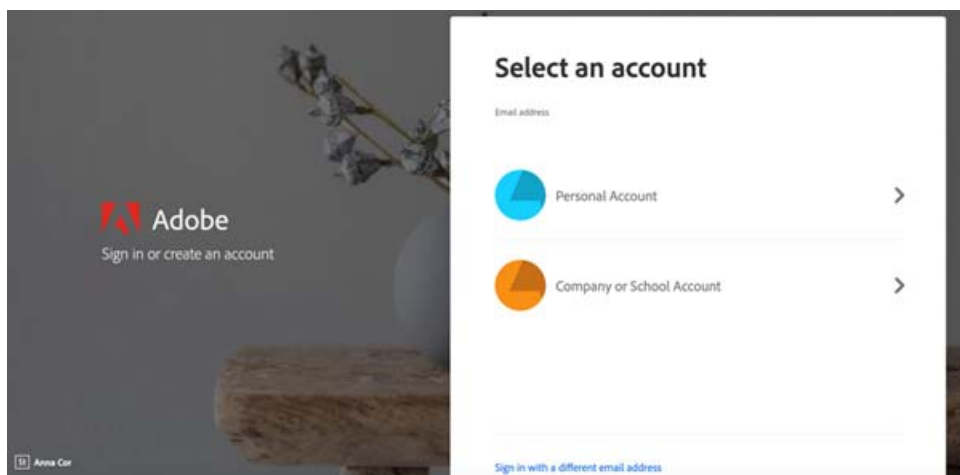 Adobe
Sign in or create an account
St Anna Cor
Select an account
Email address
Personal Account
Company or School Account
Sign in with a different email address